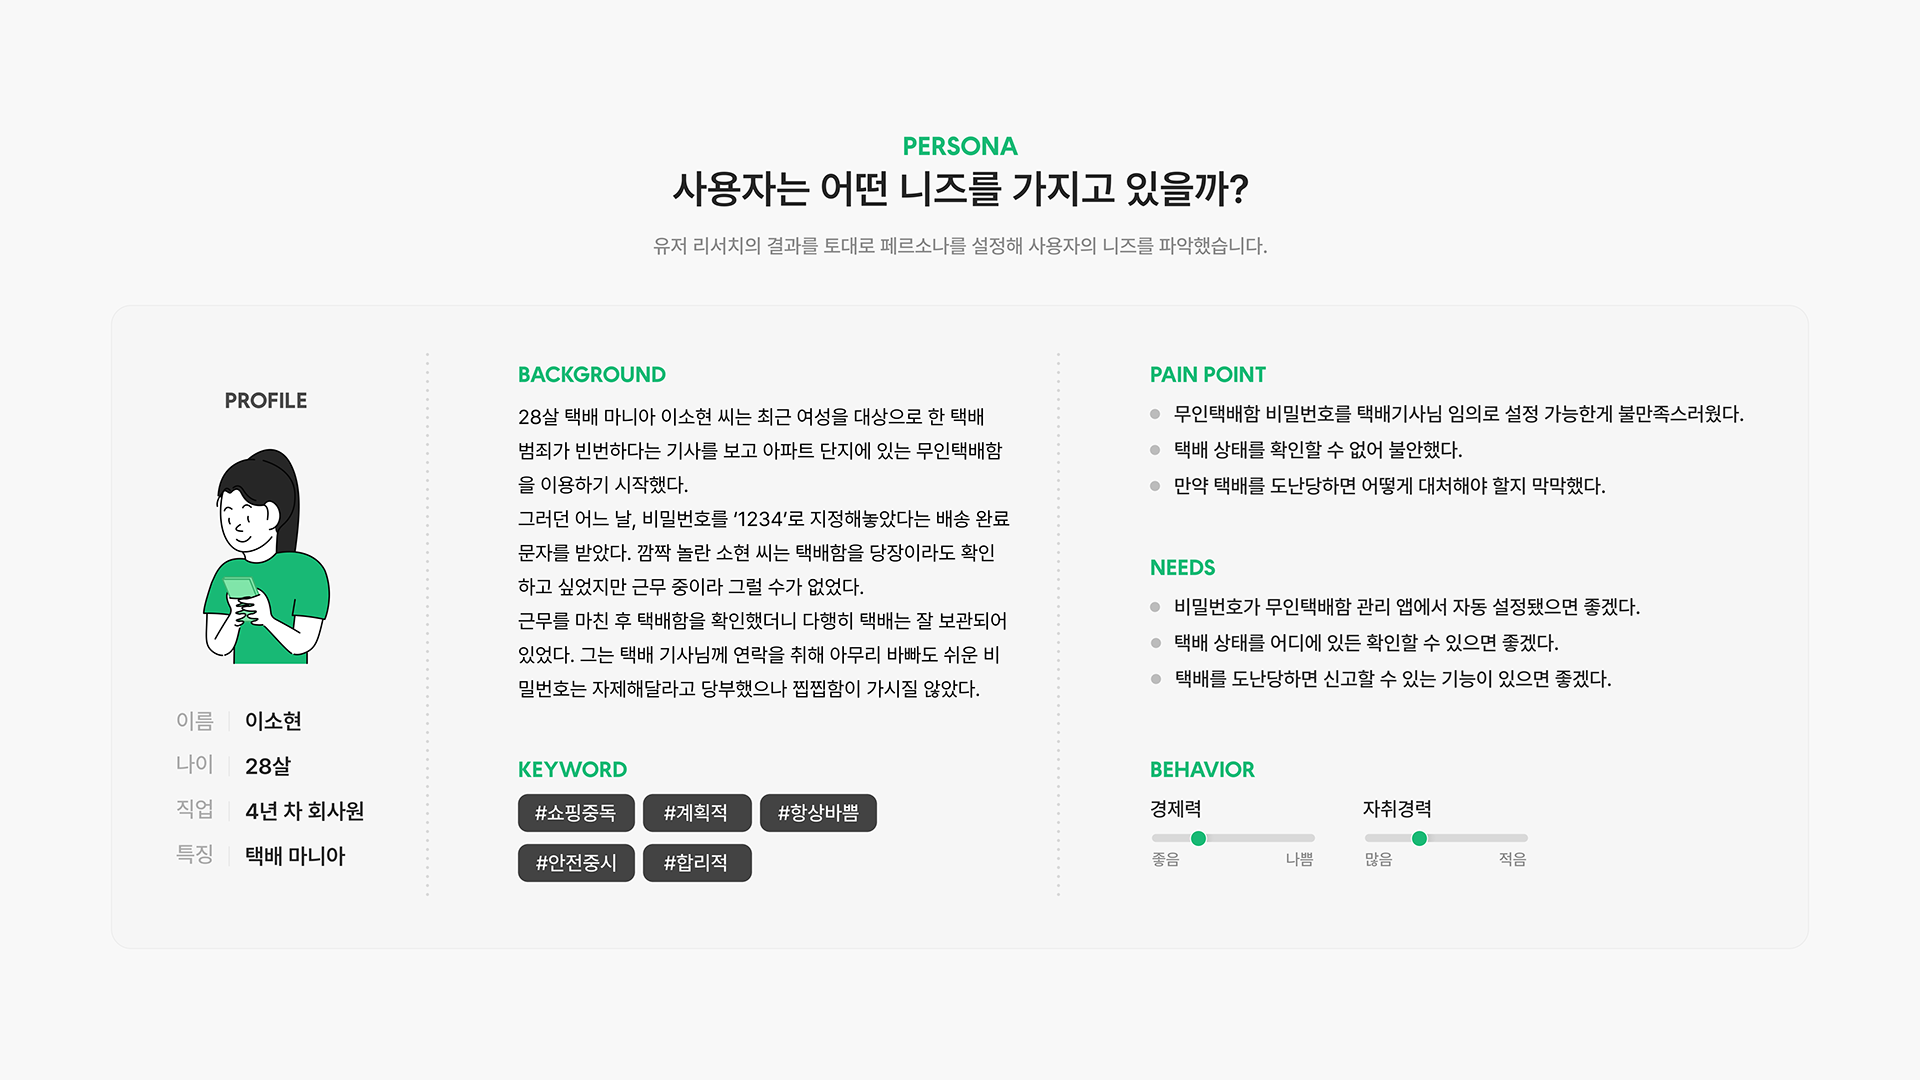 PERSONA
사용자는 어떤 니즈를 가지고 있을까?
유저 리서치의 결과를 토대로 페르소나를 설정해 사용자의 니즈를 파악했습니다.
PROFILE
이름 이소현
나이 28살
직업 4년 차 회사원
특징 택배 마니아
BACKGROUND
28살 택배 마니아 이소현 씨는 최근 여성을 대상으로 한 택배
범죄가 빈번하다는 기사를 보고 아파트 단지에 있는 무인택배함
을 이용하기 시작했다.
그러던 어느 날, 비밀번호를 ‘1234’로 지정해놓았다는 배송 완료
문자를 받았다. 깜짝 놀란 소현 씨는 택배함을 당장이라도 확인
하고 싶었지만 근무 중이라 그럴 수가 없었다.
근무를 마친 후 택배함을 확인했더니 다행히 택배는 잘 보관되어
있었다. 그는 택배 기사님께 연락을 취해 아무리 바빠도 쉬운 비
밀번호는 자제해달라고 당부했으나 찝찝함이 가시질 않았다.
KEYWORD
#쇼핑중독 #계획적 #항상바쁨
#안전중시 #합리적
PAIN POINT
무인택배함 비밀번호를 택배기사님 임의로 설정 가능한게 불만족스러웠다.
택배 상태를 확인할 수 없어 불안했다.
만약 택배를 도난당하면 어떻게 대처해야 할지 막막했다.
NEEDS
비밀번호가 무인택배함 관리 앱에서 자동 설정됐으면 좋겠다.
택배 상태를 어디에 있든 확인할 수 있으면 좋겠다.
택배를 도난당하면 신고할 수 있는 기능이 있으면 좋겠다.
BEHAVIOR
경제력 자취경력
좋음 나쁨 많음 적음